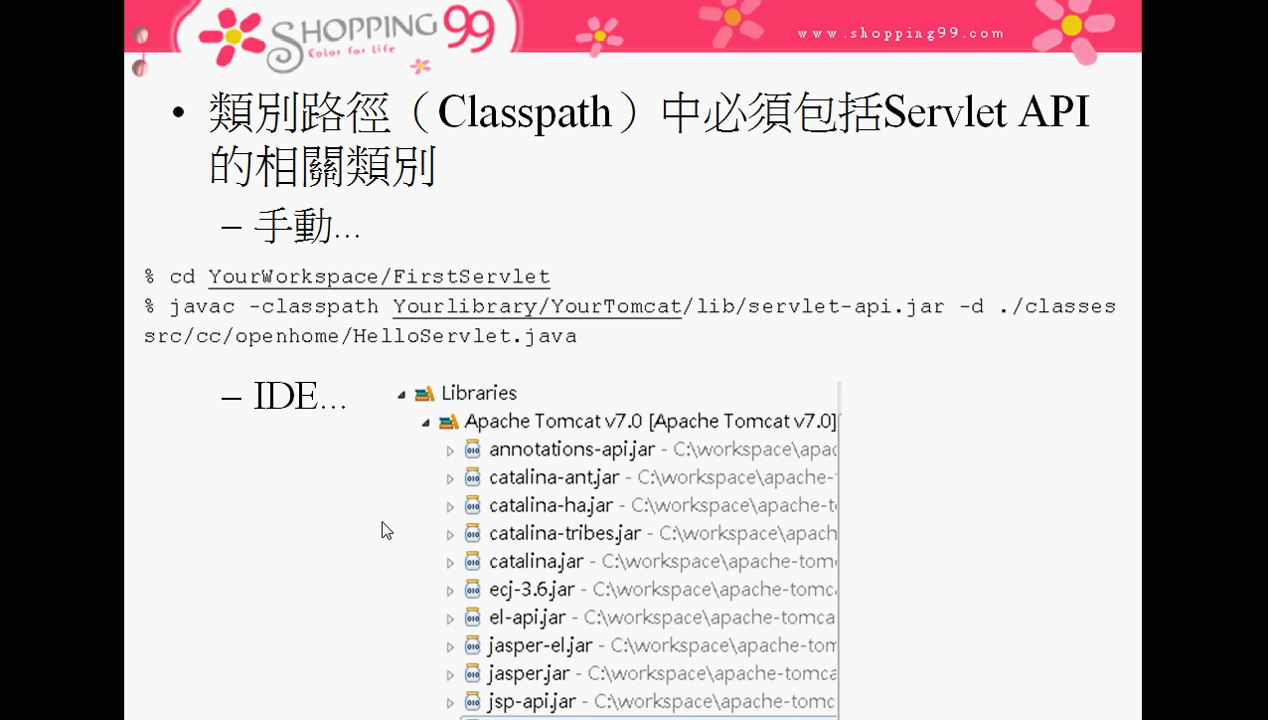 SHOPPING 99
Color for Life
www.shopping99.com
• 類別路徑（Classpath）中必須包括Servlet API
的相關類別
– 手動...
% cd YourWorkspace/FirstServlet
% javac -classpath Yourlibrary/YourTomcat/lib/servlet-api.jar -d ./classes
src/cc/openhome/HelloServlet.java
– IDE...
Libraries
Apache Tomcat v7.0 [Apache Tomcat v7.0]
annotations-api.jar - C:\workspace\apac
catalina-ant.jar - C:\workspace\apache-
catalina-ha.jar - C:\workspace\apache-t
catalina-tribes.jar - C:\workspace\apach
catalina.jar - C:\workspace\apache-tom
ecj-3.6.jar - C:\workspace\apache-tomc
el-api.jar - C:\workspace\apache-tomca
jasper-el.jar - C:\workspace\apache-tom
jasper.jar - C:\workspace\apache-tomca
jsp-api.jar - C:\workspace\apache-tomc